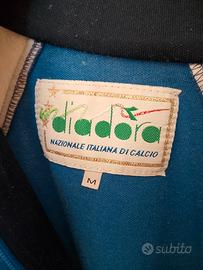 diadora
NAZIONALE ITALIANA DI CALCIO
M
subito